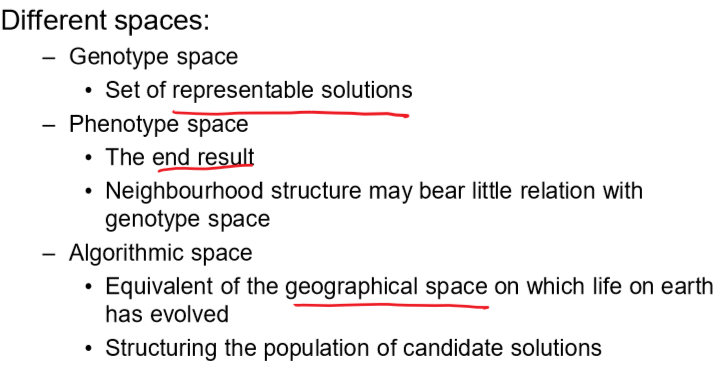 Different spaces:
– Genotype space
• Set of representable solutions
– Phenotype space
• The end result
• Neighbourhood structure may bear little relation with
genotype space
– Algorithmic space
• Equivalent of the geographical space on which life on earth
has evolved
• Structuring the population of candidate solutions